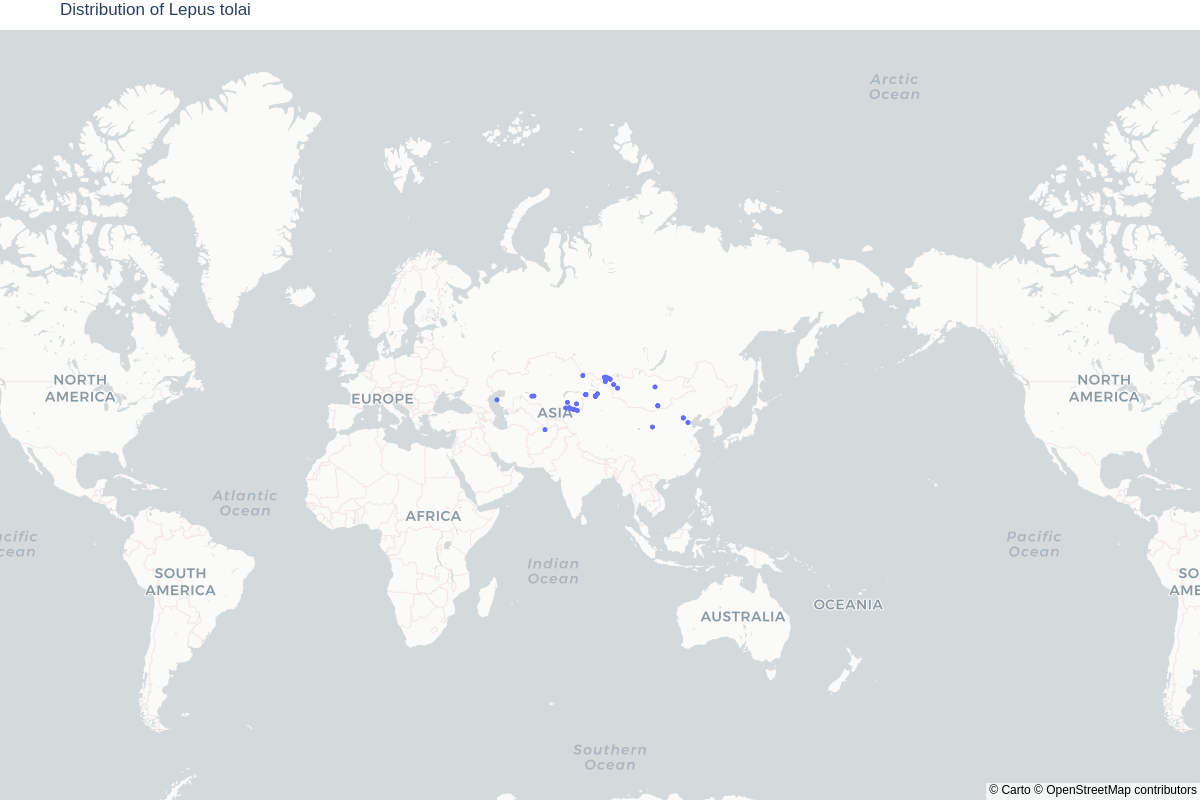 Distribution of Lepus tolai
Arctic
Ocean
NORTH
AMERICA
EUROPE
ASIA
NORTH
AMERICA
Atlantic
Ocean
AFRICA
acific
cean
Pacific
Ocean
Indian
Ocean
SOUTH
AMERICA
SO
AME
OCEANIA
AUSTRALIA
Southern
Ocean
© Carto © OpenStreetMap contributors